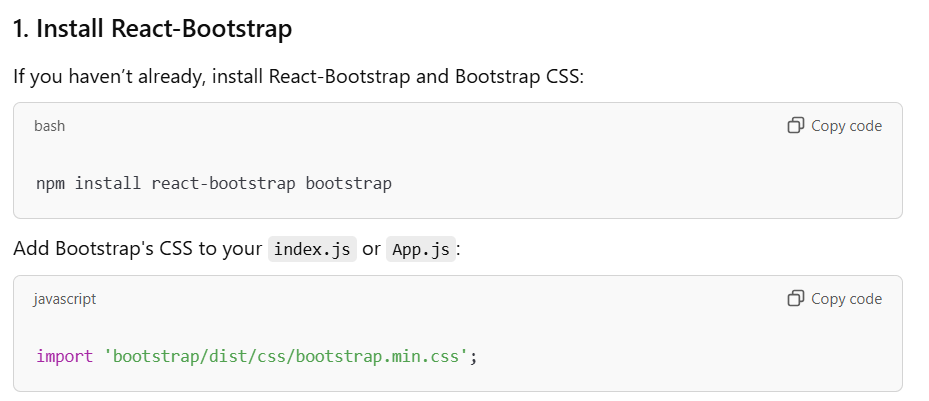 1. Install React-Bootstrap
If you haven’t already, install React-Bootstrap and Bootstrap CSS:
bash
Copy code
npm install react-bootstrap bootstrap
Add Bootstrap's CSS to your index.js or App.js:
javascript
Copy code
import 'bootstrap/dist/css/bootstrap.min.css';